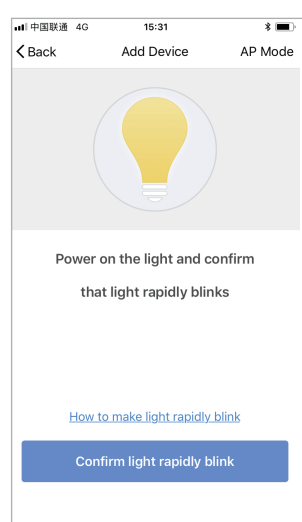 中国联通 4G 15:31
Back Add Device AP Mode
Power on the light and confirm
that light rapidly blinks
How to make light rapidly blink
Confirm light rapidly blink